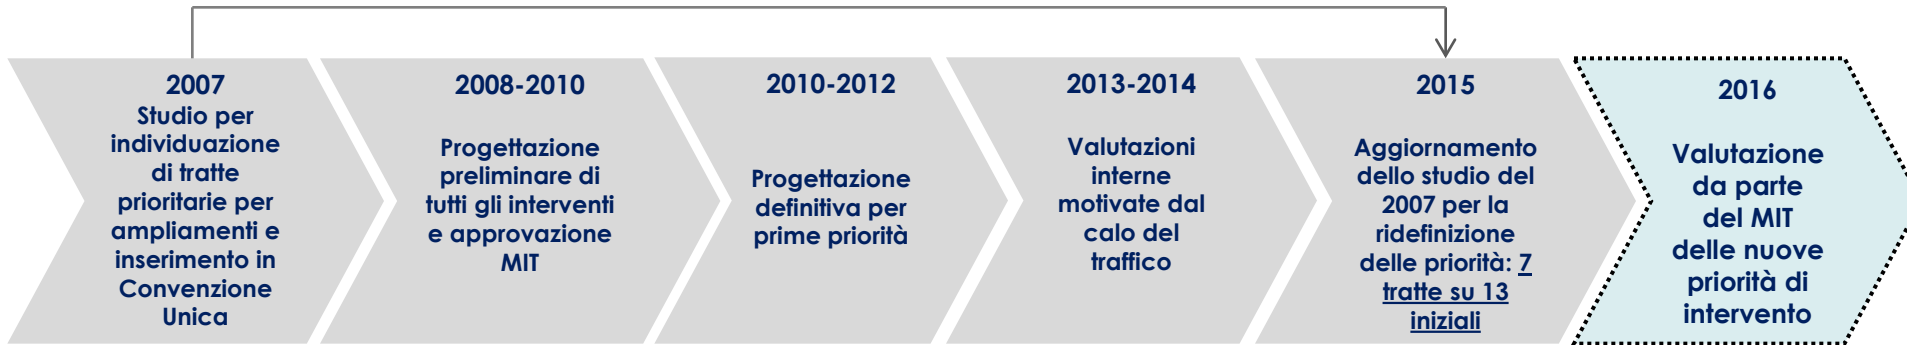 2007
Studio per
individuazione
di tratte
prioritarie per
ampliamenti e
inserimento in
Convenzione
Unica
2008-2010
Progettazione
preliminare di
tutti gli interventi
e approvazione
MIT
2010-2012
Progettazione
definitiva per
prime priorità
2013-2014
Valutazioni
interne
motivate dal
calo del
traffico
2015
Aggiornamento
dello studio del
2007 per la
ridefinizione
delle priorità: 7
tratte su 13
iniziali
2016
Valutazione
da parte
del MIT
delle nuove
priorità di
intervento